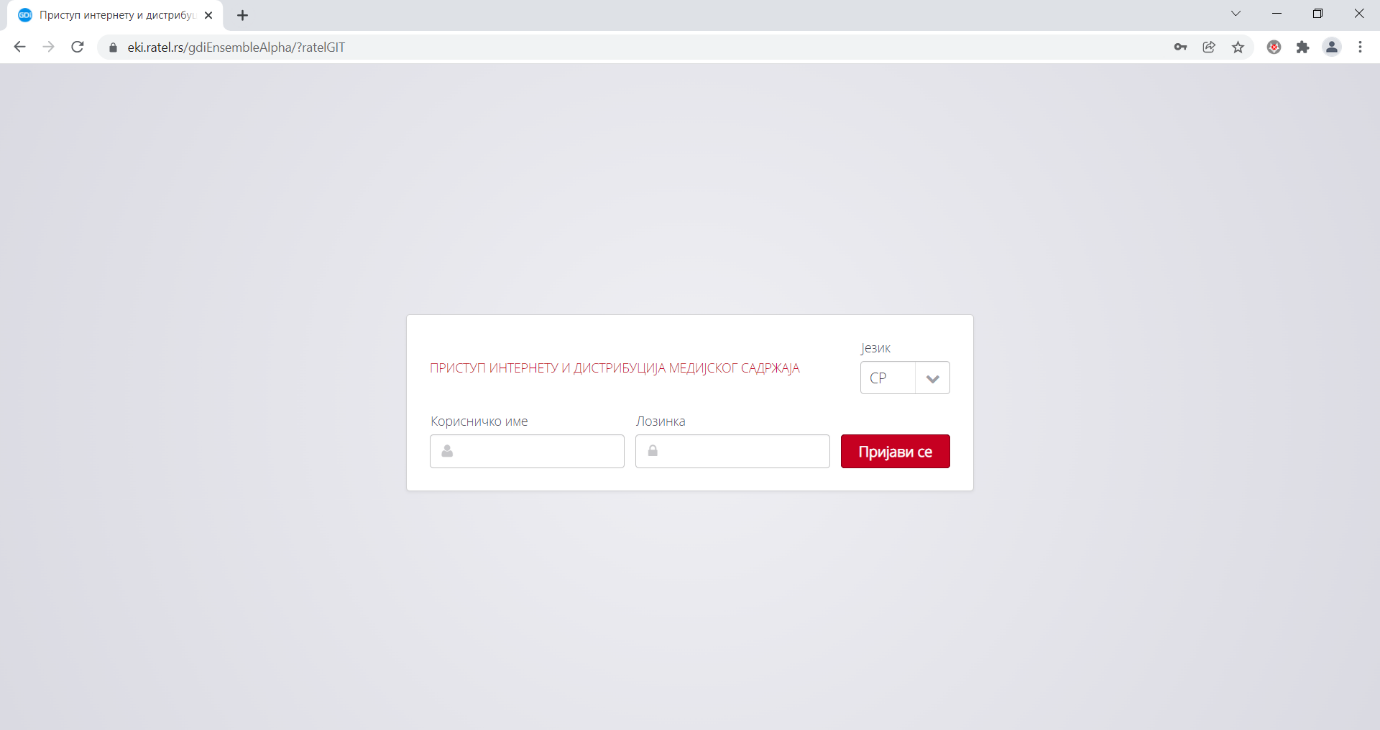 GDi Приступ интернету и дистрибуц
eki.ratel.rs/gdiEnsembleAlpha/?ratelGIT
Језик
ПРИСТУП ИНТЕРНЕТУ И ДИСТРИБУЦИЈА МЕДИЈСКОГ САДРЖАЈА
СР
Корисничко име
Лозинка
Пријави се